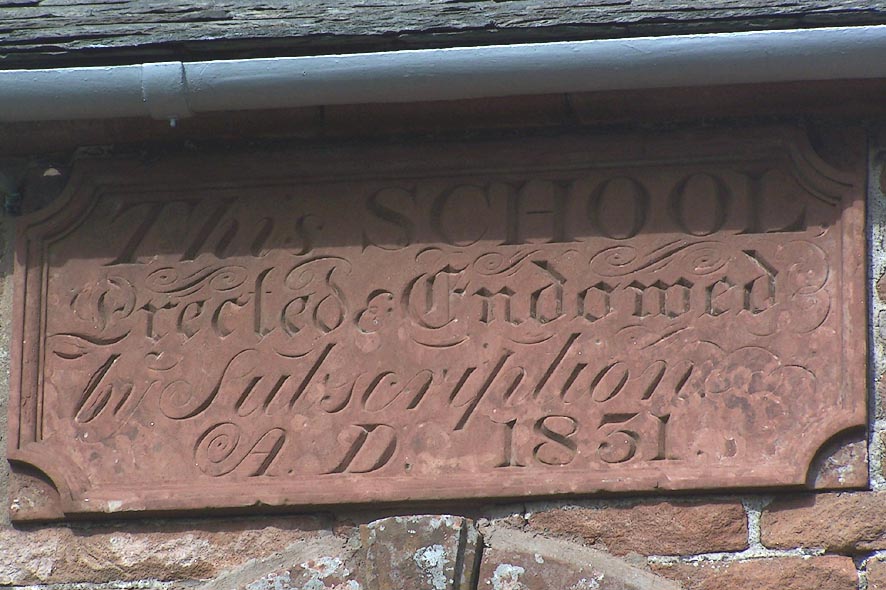 This SCHOOL
Erected & Endowed
by Subscription
A. D. 1831.